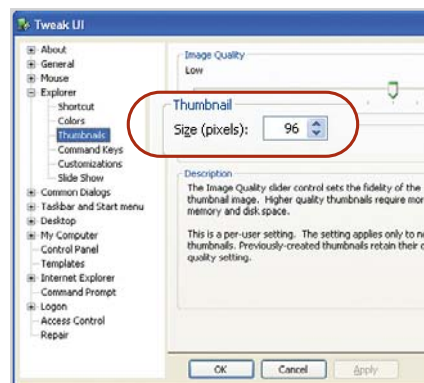 Tweak UI
About
General
Mouse
Explorer
Shortcut
Colors
Thumbnails
Command Keys
Customizations
Slide Show
Common Dialogs
Taskbar and Start menu
Desktop
My Computer
Control Panel
Templates
Internet Explorer
Command Prompt
Logon
Access Control
Repair
Image Quality
Low
Thumbnail
Size (pixels): 96
Description
The Image Quality slider control sets the fidelity of the
thumbnail image. Higher quality thumbnails require mor
memory and disk space.
This is a per-user setting. The setting applies only to ne
thumbnails. Previously-created thumbnails retain their o
quality setting.
OK Cancel Apply